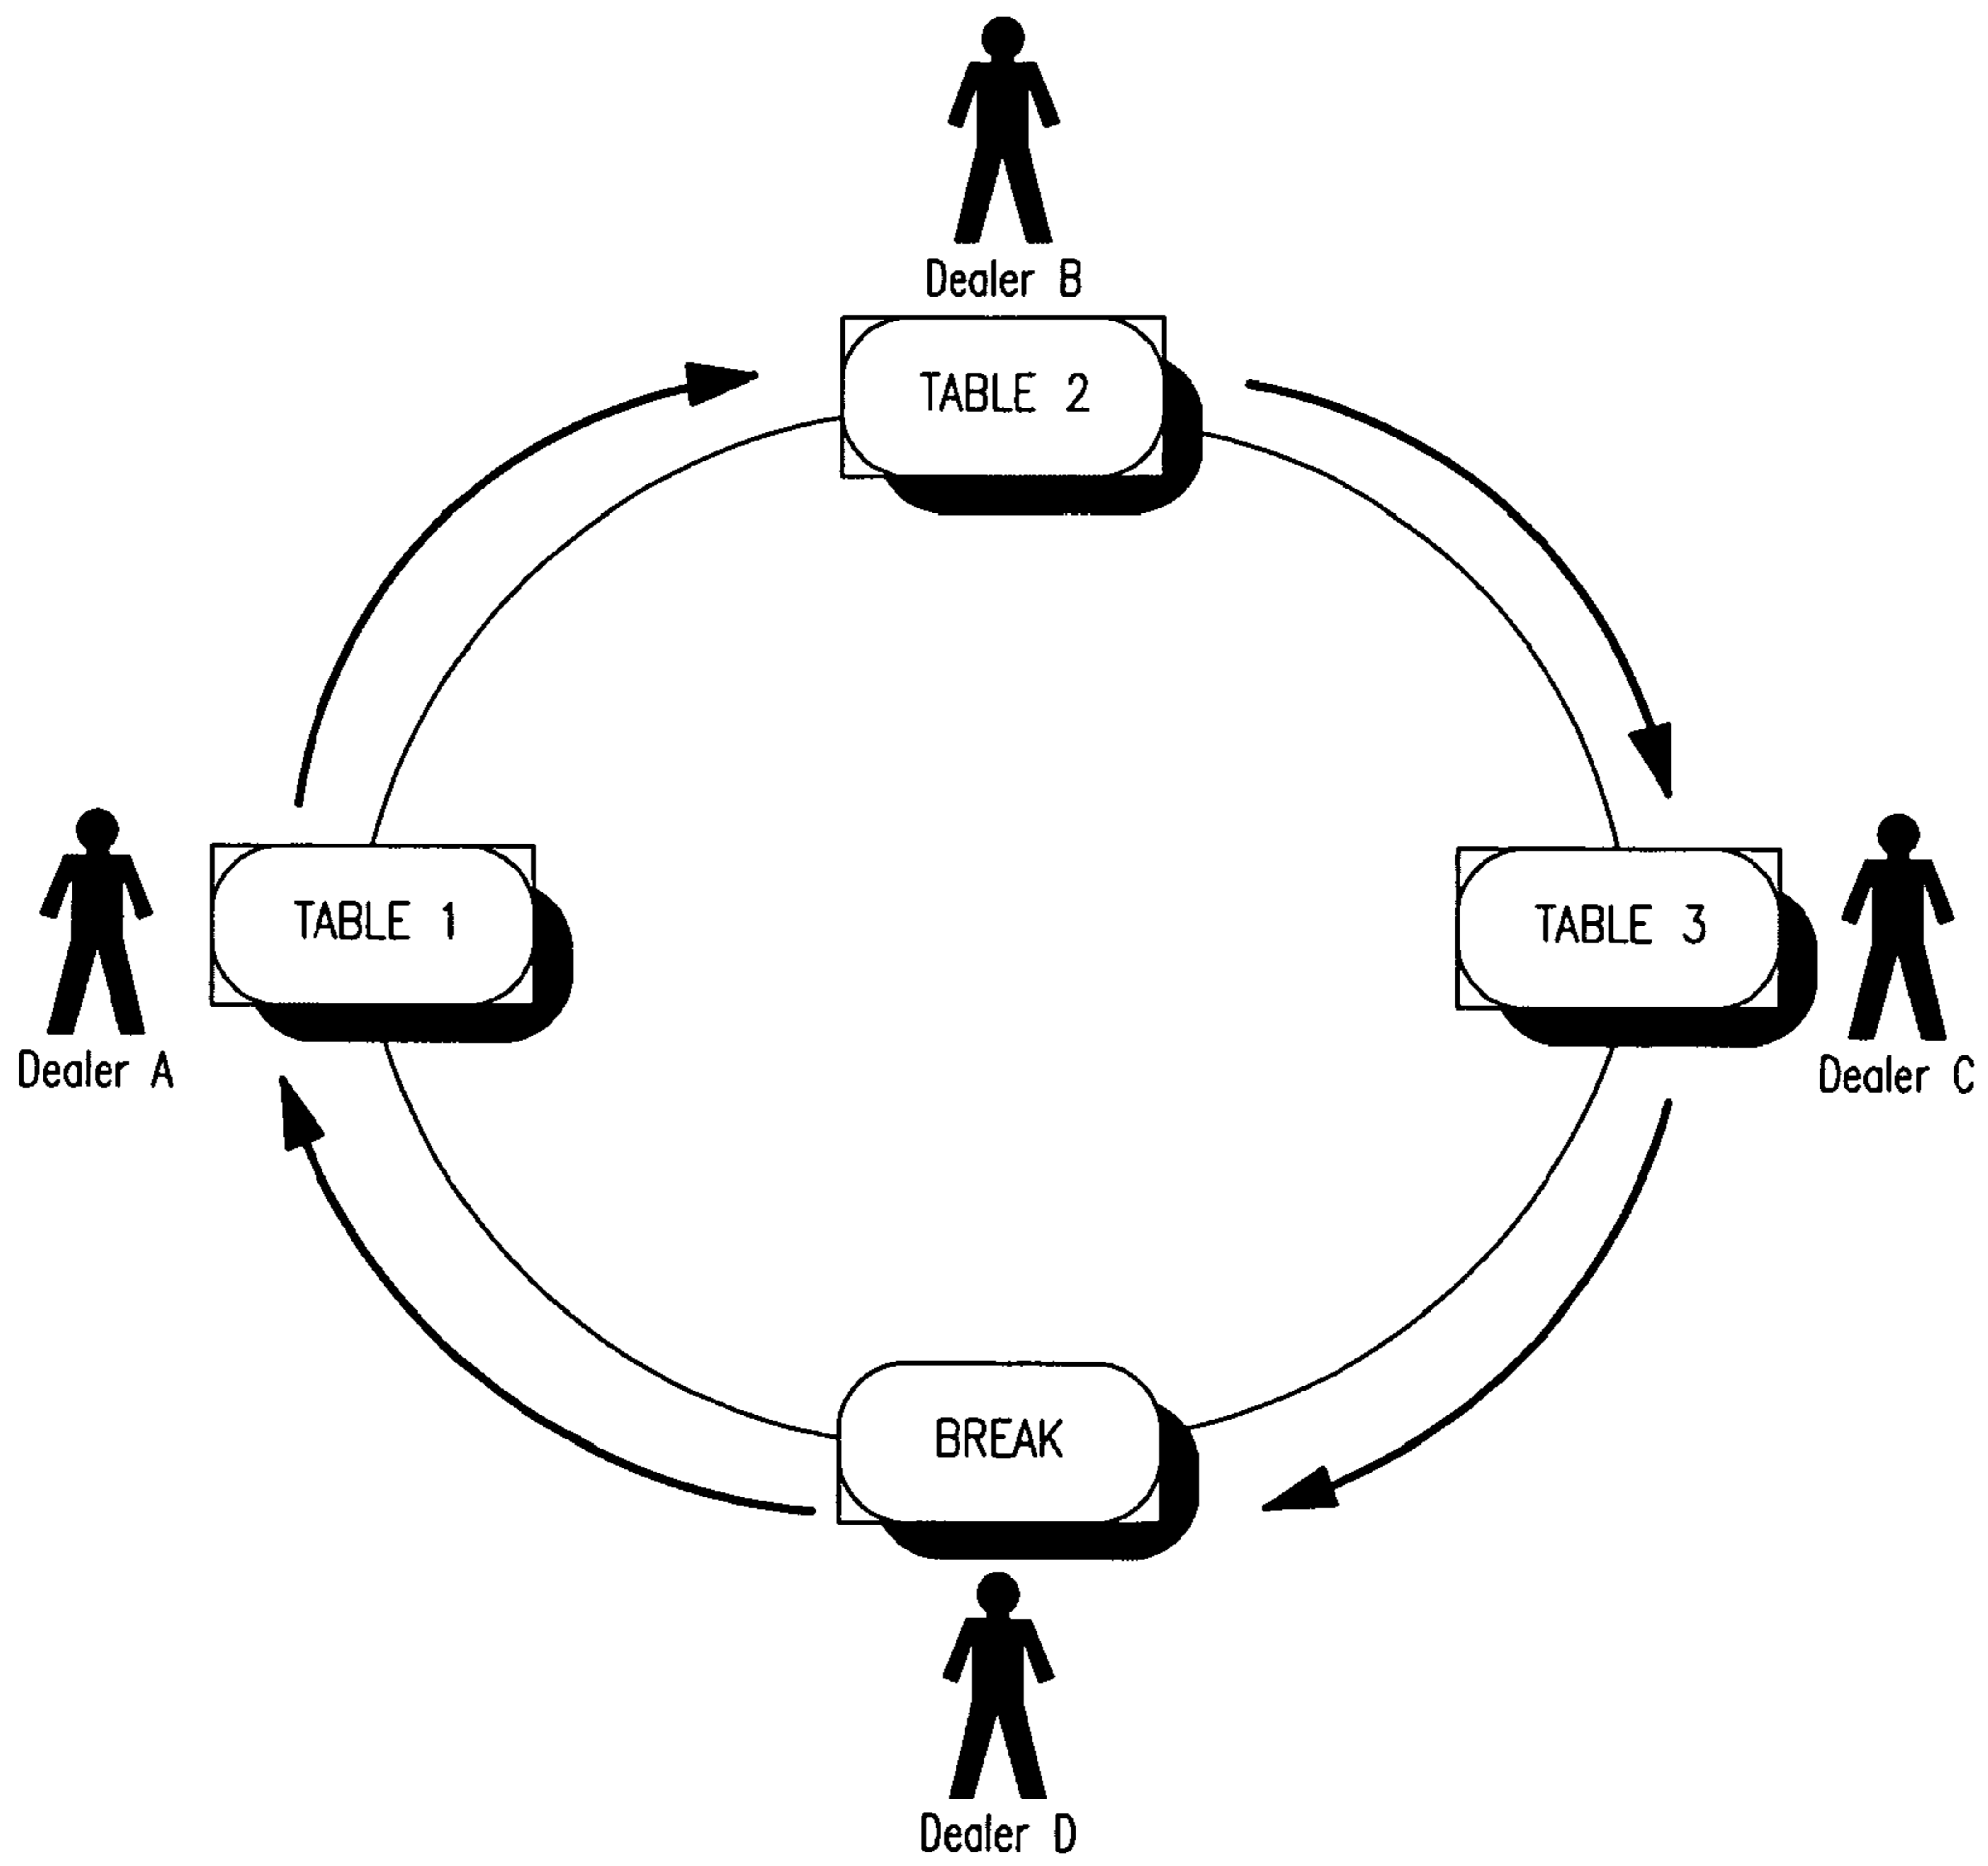 Dealer B
TABLE 2
TABLE 1
TABLE 3
Dealer A
Dealer C
BREAK
Dealer D